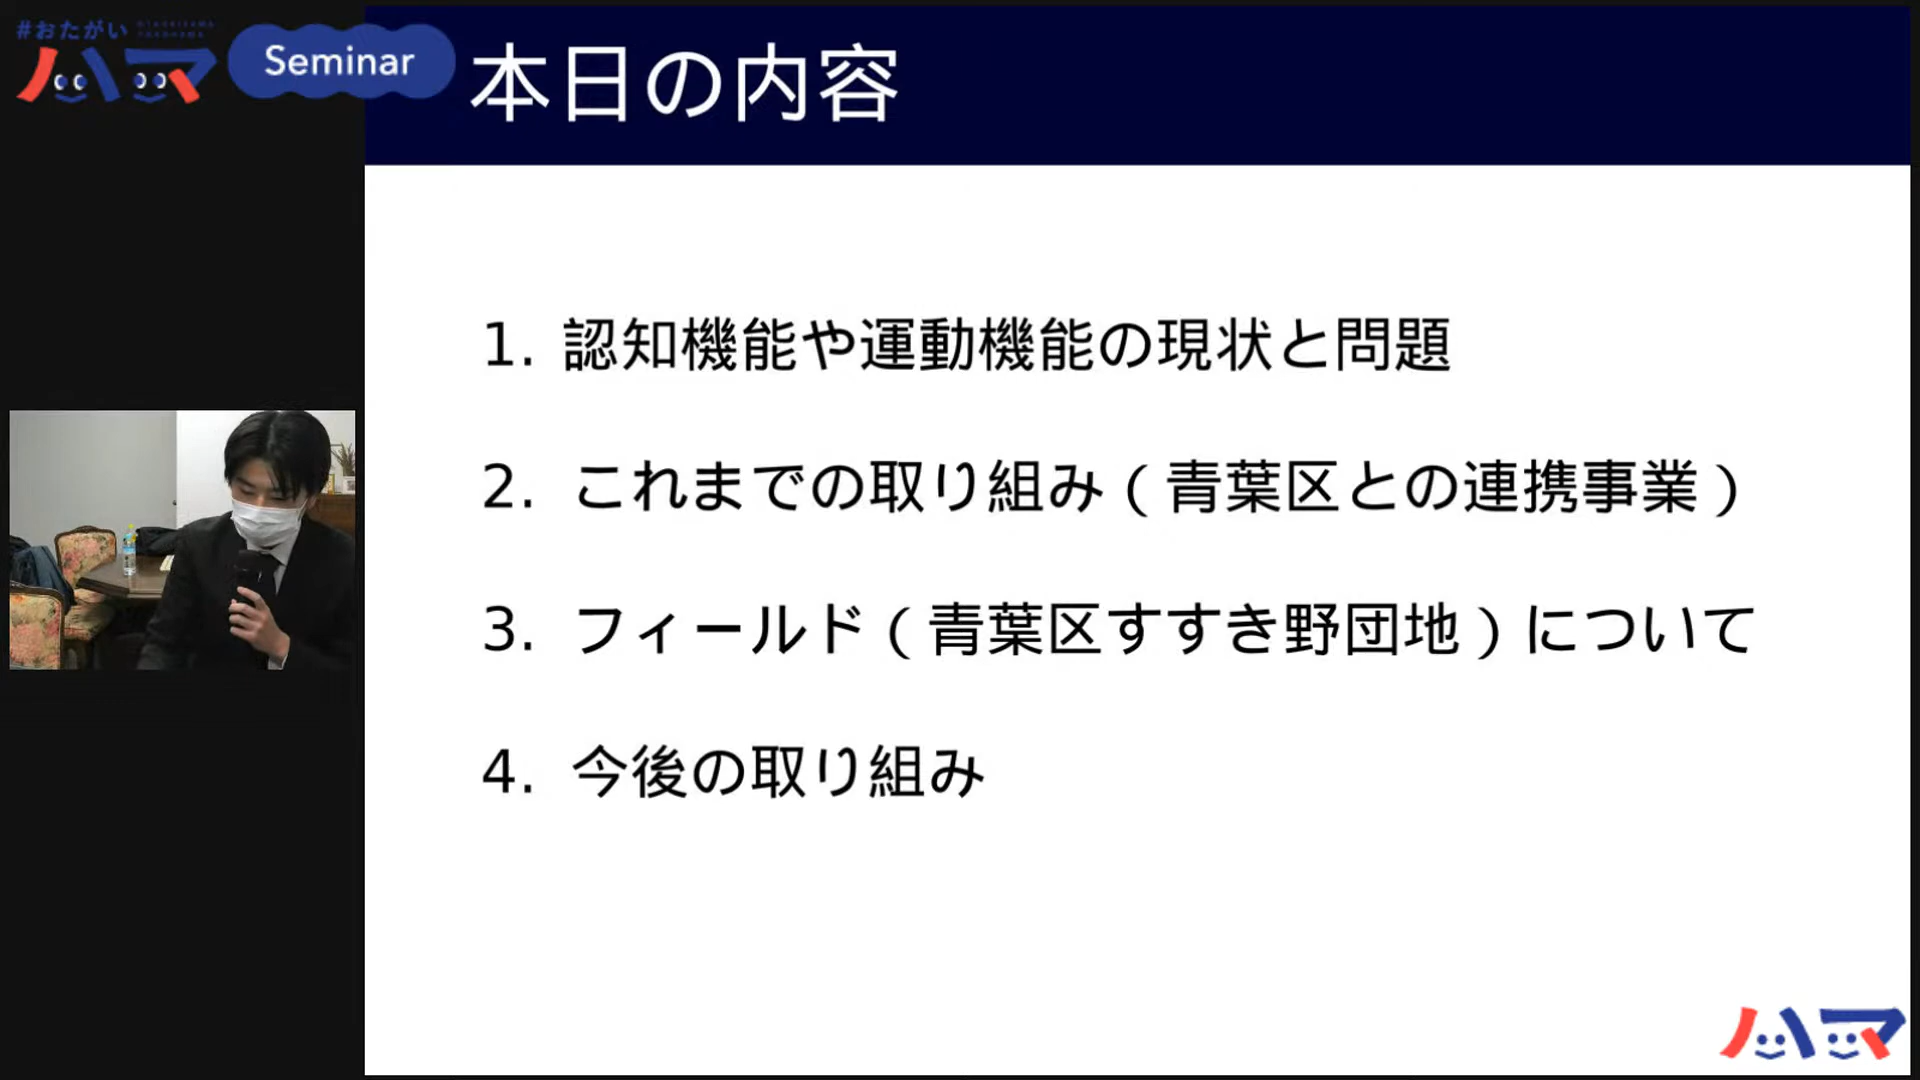 #おたがい OTAGAISAMA YOKOHAMA
ハマ
Seminar
本日の内容
1. 認知機能や運動機能の現状と問題
2. これまでの取り組み（青葉区との連携事業）
3. フィールド（青葉区すすき野団地）について
4. 今後の取り組み
ハマ